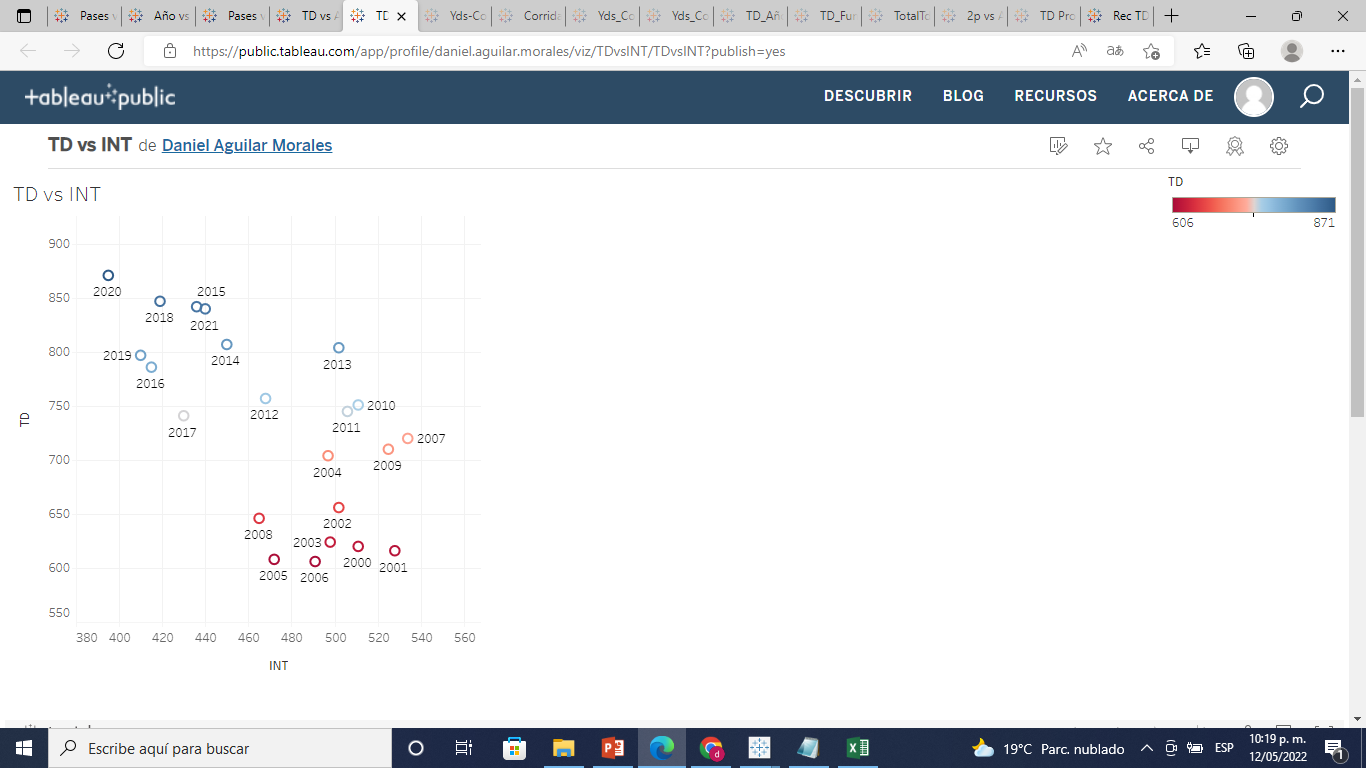 Pases v
Año vs
Pases v
TD vs A
TD
Yds-Co
Corrida
Yds_Co
Yds_Co
TD_Año
TD_Fur
TotalTo
2p vs A
TD Pro
Rec TD
https://public.tableau.com/app/profile/daniel.aguilar.morales/viz/TDvsINT/TDvsINT?publish=yes
+ableau public
DESCUBRIR BLOG RECURSOS ACERCA DE
TD vs INT de Daniel Aguilar Morales
TD vs INT
TD
606 871
900
850
800
750
700
650
600
550
TD
2020
2018
2015
2021
2019
2016
2014
2013
2017
2012
2010
2011
2007
2009
2004
2002
2008
2003
2000
2001
2005
2006
380 400 420 440 460 480 500 520 540 560
INT
Escribe aquí para buscar
19°C Parc. nublado
ESP
10:19 p. m.
12/05/2022
1